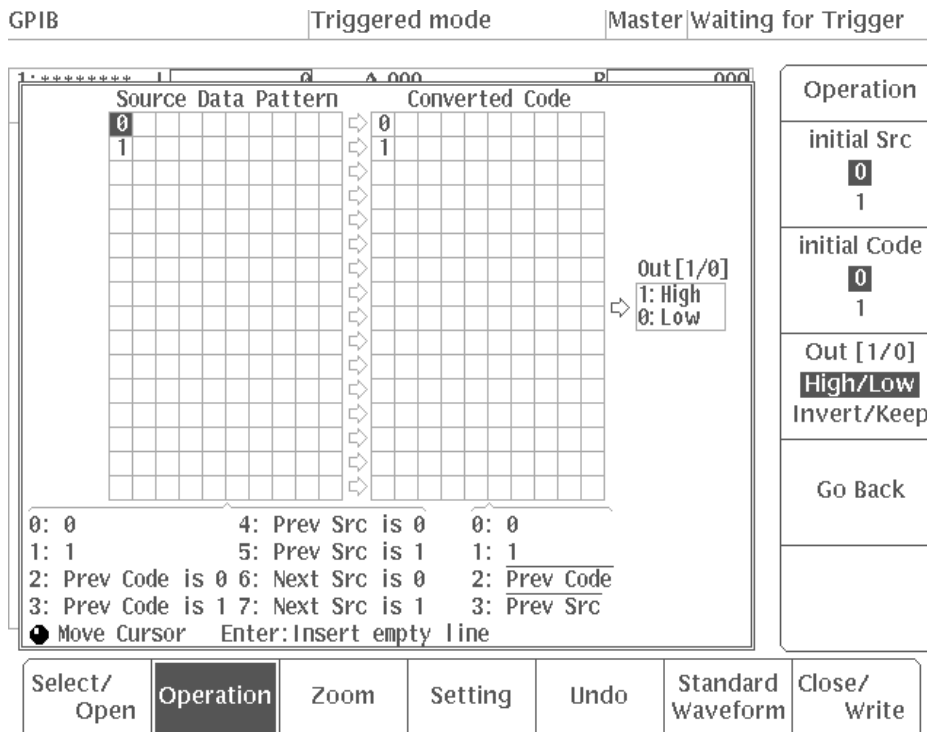 GPIB Triggered mode Master Waiting for Trigger
Operation
Source Data Pattern Converted Code
0 0
1 1
initial Src
0
1
initial Code
0
1
Out[1/0]
1: High
0: Low
Out [1/0]
High/Low
Invert/Keep
Go Back
0: 0 4: Prev Src is 0 0: 0
1: 1 5: Prev Src is 1 1: 1
2: Prev Code is 0 6: Next Src is 0 2: Prev Code
3: Prev Code is 1 7: Next Src is 1 3: Prev Src
Move Cursor Enter:Insert empty line
Select/
Open
Operation
Zoom
Setting
Undo
Standard
Waveform
Close/
Write